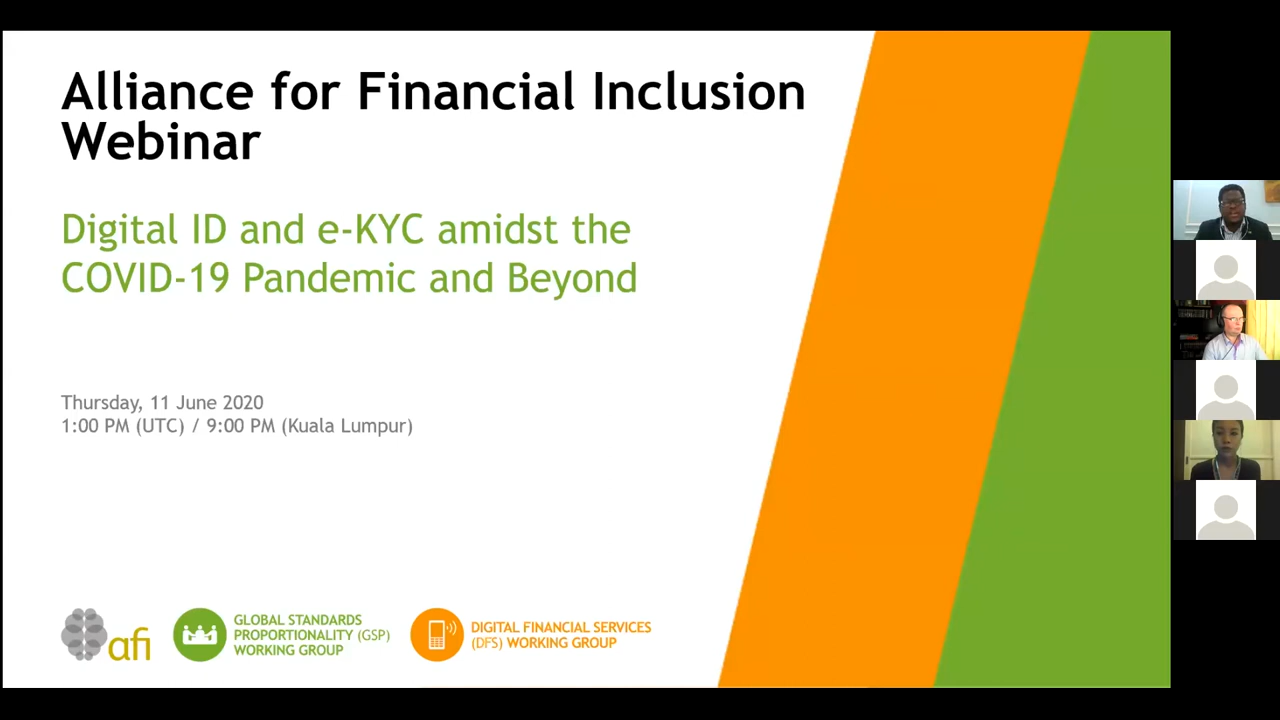 Alliance for Financial Inclusion
Webinar
Digital ID and e-KYC amidst the
COVID-19 Pandemic and Beyond
Thursday, 11 June 2020
1:00 PM (UTC) / 9:00 PM (Kuala Lumpur)
afi
GLOBAL STANDARDS
PROPORTIONALITY (GSP)
WORKING GROUP
DIGITAL FINANCIAL SERVICES
(DFS) WORKING GROUP